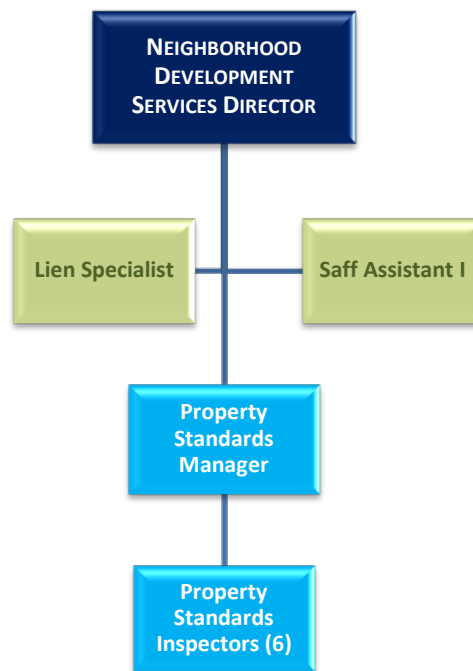 NEIGHBORHOOD
DEVELOPMENT
SERVICES DIRECTOR
Lien Specialist
Saff Assistant I
Property
Standards
Manager
Property
Standards
Inspectors (6)